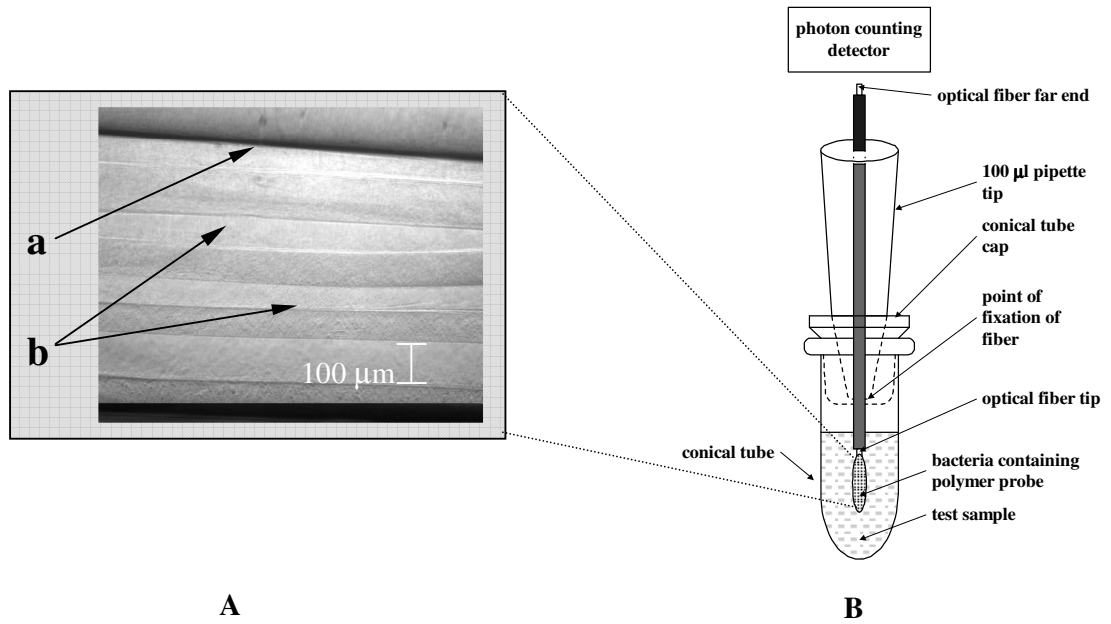 a
b
100 μm
A
photon counting
detector
optical fiber far end
100 μl pipette
tip
conical tube
cap
point of
fixation of
fiber
optical fiber tip
conical tube
bacteria containing
polymer probe
test sample
B